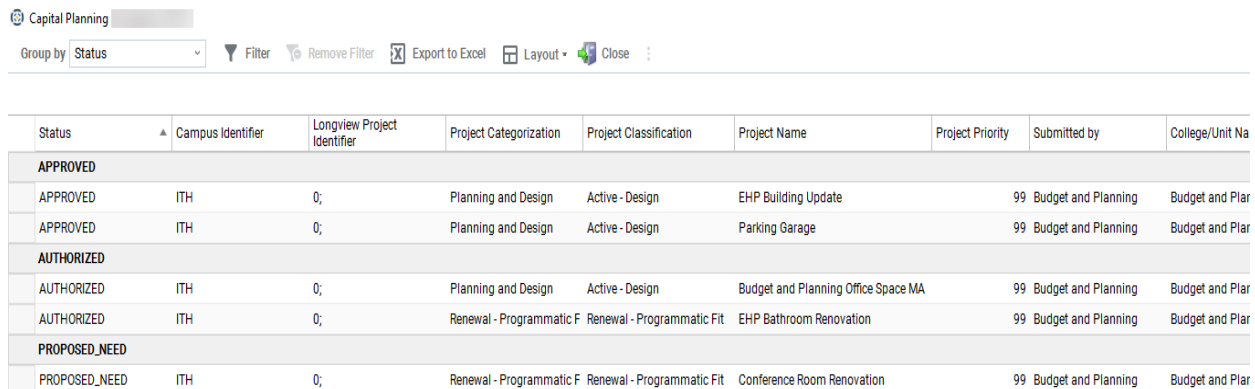 Capital Planning
Group by Status Filter Remove Filter Export to Excel Layout Close
Status Campus Identifier Longview Project Identifier Project Categorization Project Classification Project Name Project Priority Submitted by College/Unit Na
APPROVED
APPROVED ITH 0; Planning and Design Active - Design EHP Building Update 99 Budget and Planning Budget and Plan
APPROVED ITH 0; Planning and Design Active - Design Parking Garage 99 Budget and Planning Budget and Plan
AUTHORIZED
AUTHORIZED ITH 0; Planning and Design Active - Design Budget and Planning Office Space MA 99 Budget and Planning Budget and Plan
AUTHORIZED ITH 0; Renewal - Programmatic F Renewal - Programmatic Fit EHP Bathroom Renovation 99 Budget and Planning Budget and Plan
PROPOSED_NEED
PROPOSED_NEED ITH 0; Renewal - Programmatic F Renewal - Programmatic Fit Conference Room Renovation 99 Budget and Planning Budget and Plan